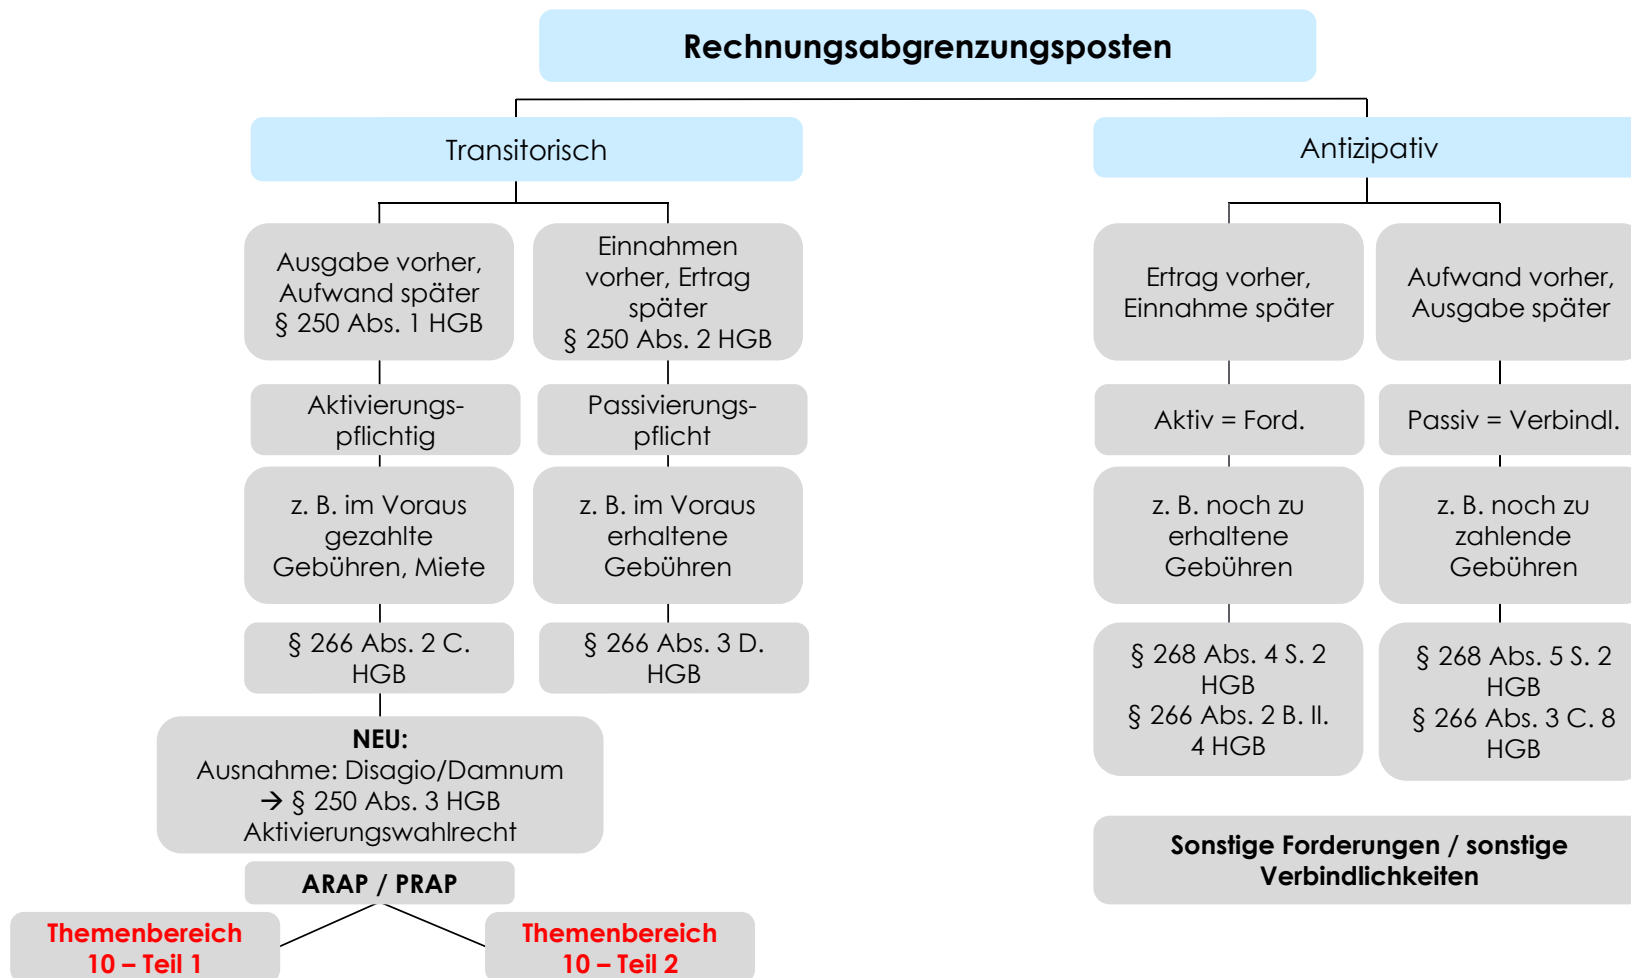 Rechnungsabgrenzungsposten
Transitorisch
Antizipativ
Ausgabe vorher,
Aufwand später
§ 250 Abs. 1 HGB
Einnahmen
vorher, Ertrag
später
§ 250 Abs. 2 HGB
Ertrag vorher,
Einnahme später
Aufwand vorher,
Ausgabe später
Aktivierungs-
pflichtig
Passivierungs-
pflicht
Aktiv = Ford.
Passiv = Verbindl.
z. B. im Voraus
gezahlte
Gebühren, Miete
z. B. im Voraus
erhaltene
Gebühren
z. B. noch zu
erhaltene
Gebühren
z. B. noch zu
zahlende
Gebühren
§ 266 Abs. 2 C.
HGB
§ 266 Abs. 3 D.
HGB
§ 268 Abs. 4 S. 2
HGB
§ 266 Abs. 2 B. II.
4 HGB
§ 268 Abs. 5 S. 2
HGB
§ 266 Abs. 3 C. 8
HGB
NEU:
Ausnahme: Disagio/Damnum
→ § 250 Abs. 3 HGB
Aktivierungswahlrecht
Sonstige Forderungen / sonstige
Verbindlichkeiten
ARAP / PRAP
Themenbereich
10 – Teil 1
Themenbereich
10 – Teil 2